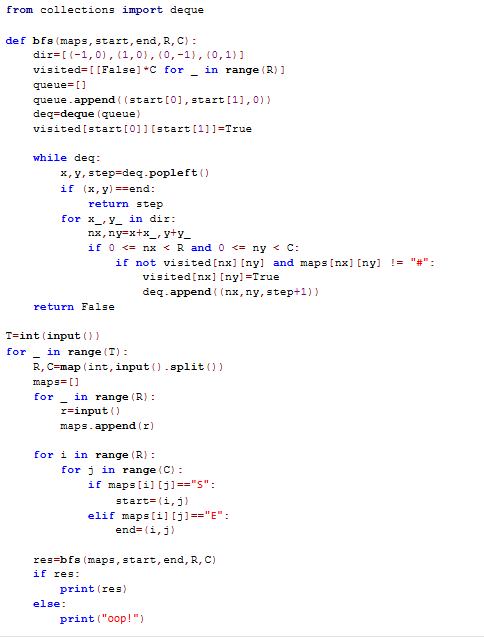 from collections import deque

def bfs(maps,start,end,R,C):
    dir=[(-1,0),(1,0),(0,-1),(0,1)]
    visited=[[False]*C for _ in range(R)]
    queue=[]
    queue.append((start[0],start[1],0))
    deq=deque(queue)
    visited[start[0]][start[1]]=True

    while deq:
        x,y,step=deq.popleft()
        if (x,y)==end:
            return step
        for x_,y_ in dir:
            nx,ny=x+x_,y+y_
            if 0 <= nx < R and 0 <= ny < C:
                if not visited[nx][ny] and maps[nx][ny] != "#":
                    visited[nx][ny]=True
                    deq.append((nx,ny,step+1))
    return False

T=int(input())
for _ in range(T):
    R,C=map(int,input().split())
    maps=[]
    for _ in range(R):
        r=input()
        maps.append(r)

    for i in range(R):
        for j in range(C):
            if maps[i][j]=="S":
                start=(i,j)
            elif maps[i][j]=="E":
                end=(i,j)

    res=bfs(maps,start,end,R,C)
    if res:
        print(res)
    else:
        print("oop!")